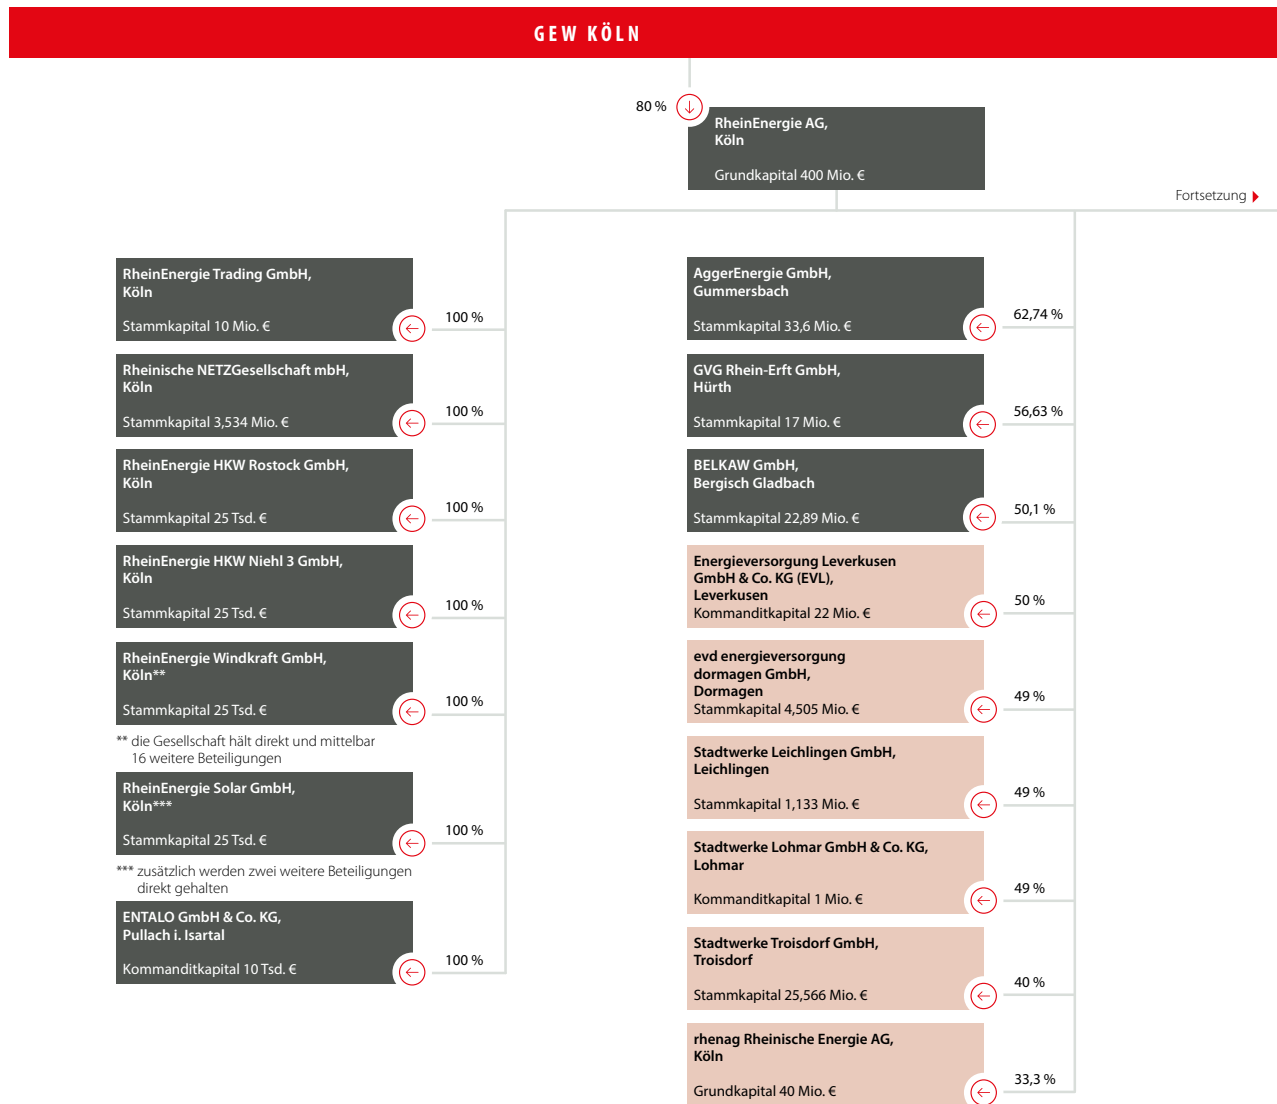 GEW KÖLN
80 %
RheinEnergie AG,
Köln
Grundkapital 400 Mio. €
Fortsetzung
RheinEnergie Trading GmbH,
Köln
Stammkapital 10 Mio. €
100 %
Rheinische NETZGesellschaft mbH,
Köln
Stammkapital 3,534 Mio. €
100 %
RheinEnergie HKW Rostock GmbH,
Köln
Stammkapital 25 Tsd. €
100 %
RheinEnergie HKW Niehl 3 GmbH,
Köln
Stammkapital 25 Tsd. €
100 %
RheinEnergie Windkraft GmbH,
Köln**
Stammkapital 25 Tsd. €
100 %
** die Gesellschaft hält direkt und mittelbar
16 weitere Beteiligungen
RheinEnergie Solar GmbH,
Köln***
Stammkapital 25 Tsd. €
100 %
*** zusätzlich werden zwei weitere Beteiligungen
direkt gehalten
ENTALO GmbH & Co. KG,
Pullach i. Isartal
Kommanditkapital 10 Tsd. €
100 %
AggerEnergie GmbH,
Gummersbach
Stammkapital 33,6 Mio. €
62,74 %
GVG Rhein-Erft GmbH,
Hürth
Stammkapital 17 Mio. €
56,63 %
BELKAW GmbH,
Bergisch Gladbach
Stammkapital 22,89 Mio. €
50,1 %
Energieversorgung Leverkusen
GmbH & Co. KG (EVL),
Leverkusen
Kommanditkapital 22 Mio. €
50 %
evd energieversorgung
dormagen GmbH,
Dormagen
Stammkapital 4,505 Mio. €
49 %
Stadtwerke Leichlingen GmbH,
Leichlingen
Stammkapital 1,133 Mio. €
49 %
Stadtwerke Lohmar GmbH & Co. KG,
Lohmar
Kommanditkapital 1 Mio. €
49 %
Stadtwerke Troisdorf GmbH,
Troisdorf
Stammkapital 25,566 Mio. €
40 %
rhenag Rheinische Energie AG,
Köln
Grundkapital 40 Mio. €
33,3 %